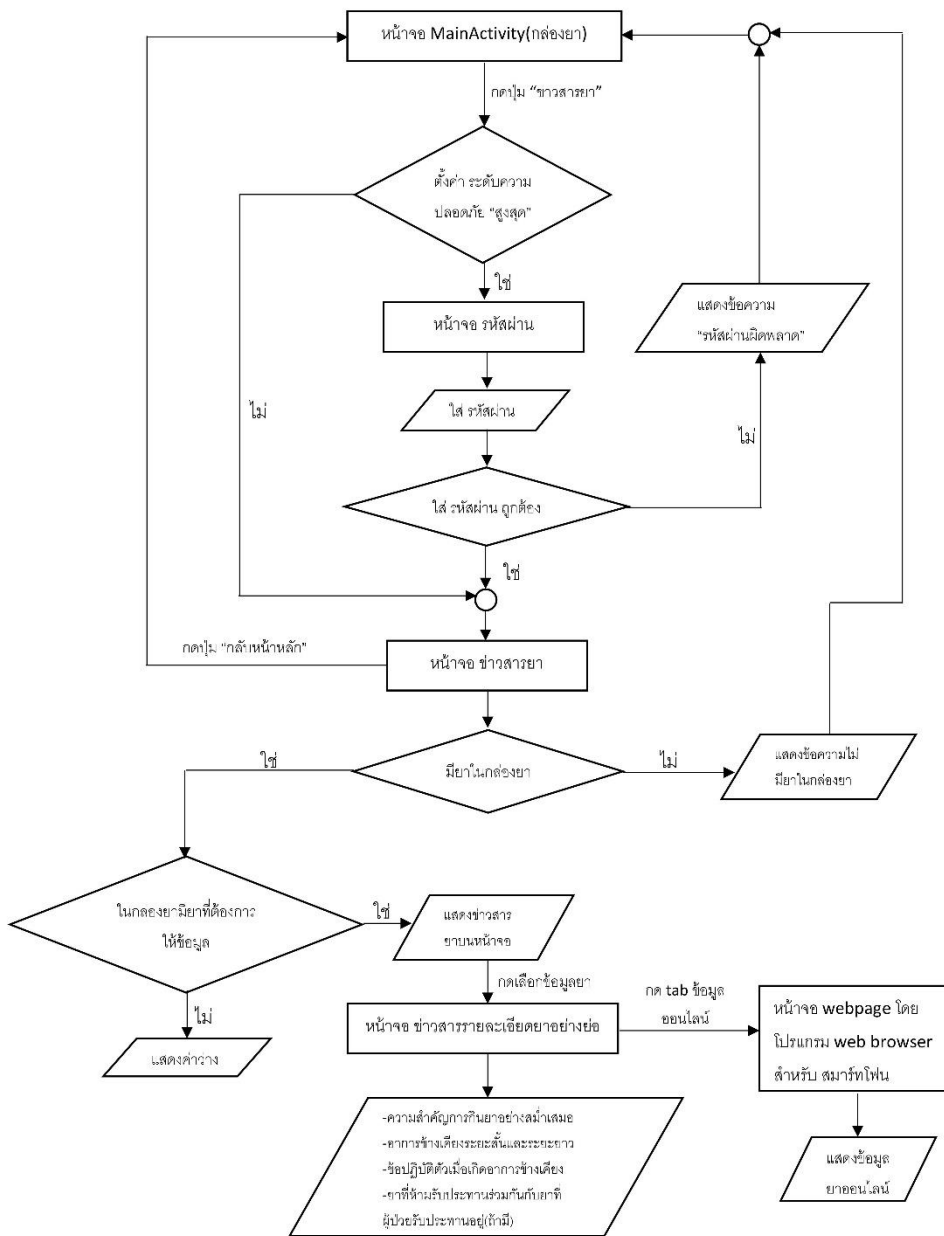 หน้าจอ MainActivity(กล่องยา)
กดปุ่ม “ข่าวสารยา”
ตั้งค่า ระดับความ
ปลอดภัย “สูงสุด”
ใช่
หน้าจอ รหัสผ่าน
แสดงข้อความ
“รหัสผ่านผิดพลาด”
ใส่ รหัสผ่าน
ไม่
ไม่
ใส่ รหัสผ่าน ถูกต้อง
ใช่
กดปุ่ม “กลับหน้าหลัก”
หน้าจอ ข่าวสารยา
ใช่
มียาในกล่องยา
ไม่
แสดงข้อความไม่
มียาในกล่องยา
ในกล่องยามียาที่ต้องการ
ให้ข้อมูล
ใช่
แสดงข่าวสาร
ยาบนหน้าจอ
กดเลือกข้อมูลยา
ไม่
แสดงค่าว่าง
หน้าจอ ข่าวสารรายละเอียดยาอย่างย่อ
กด tab ข้อมูล
ออนไลน์
หน้าจอ webpage โดย
โปรแกรม web browser
สำหรับ สมาร์ทโฟน
-ความสำคัญการกินยาอย่างสม่ำเสมอ
-อาการข้างเคียงระยะสั้นและระยะยาว
-ข้อปฏิบัติตัวเมื่อเกิดอาการข้างเคียง
-ยาที่ห้ามรับประทานร่วมกันกับยาที่
ผู้ป่วยรับประทานอยู่(ถ้ามี)
แสดงข้อมูล
ยาออนไลน์